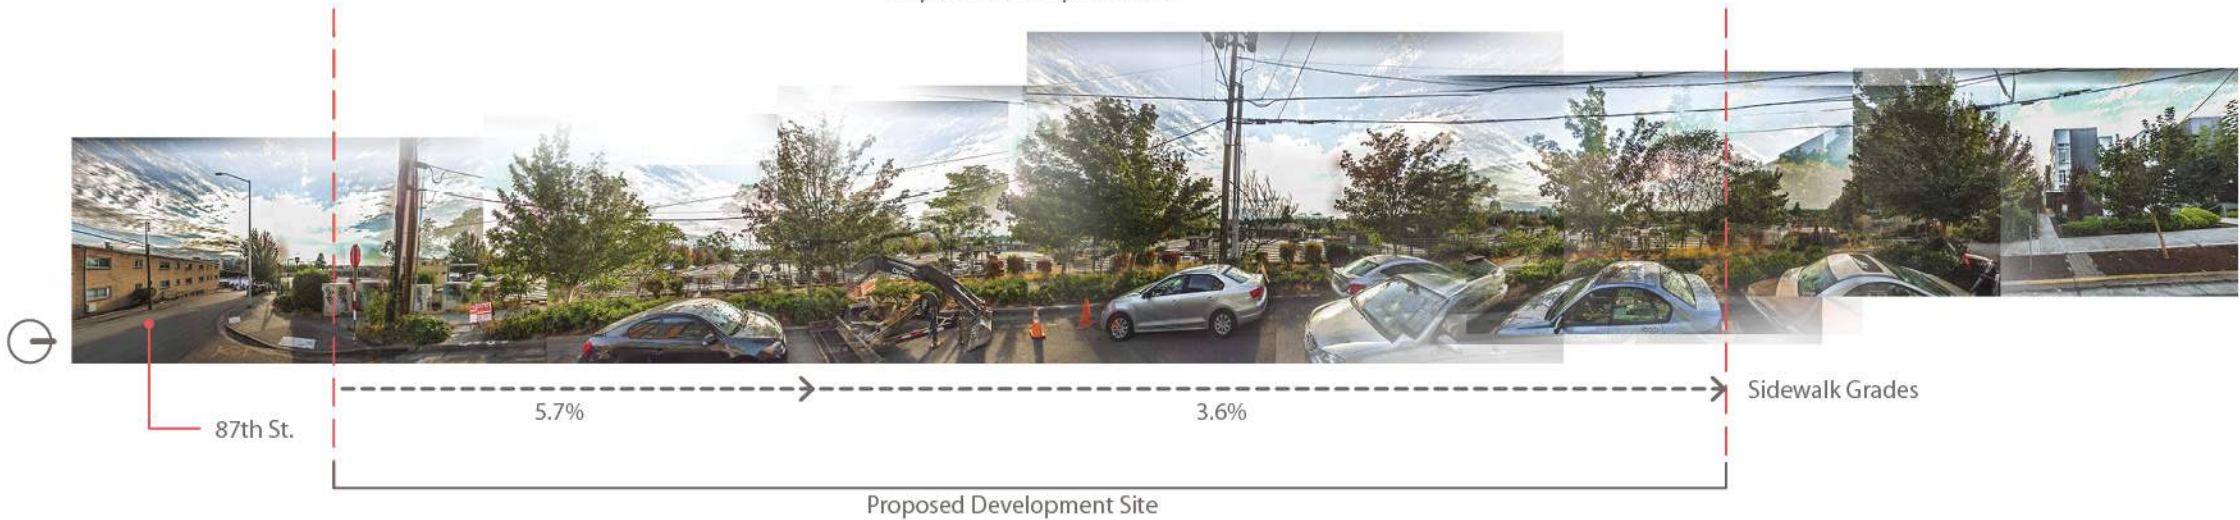 87th St.
5.7%
3.6%
Sidewalk Grades
Proposed Development Site